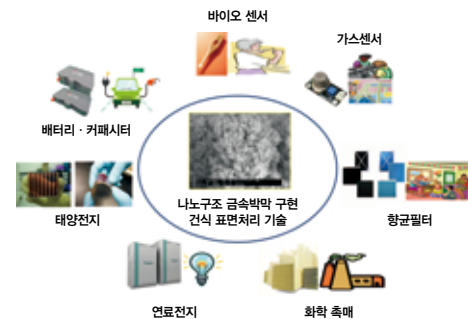 바이오 센서
가스센서
배터리 · 커패시터
나노구조 금속박막 구현
건식 표면처리 기술
태양전지
향균필터
연료전지
화학 촉매